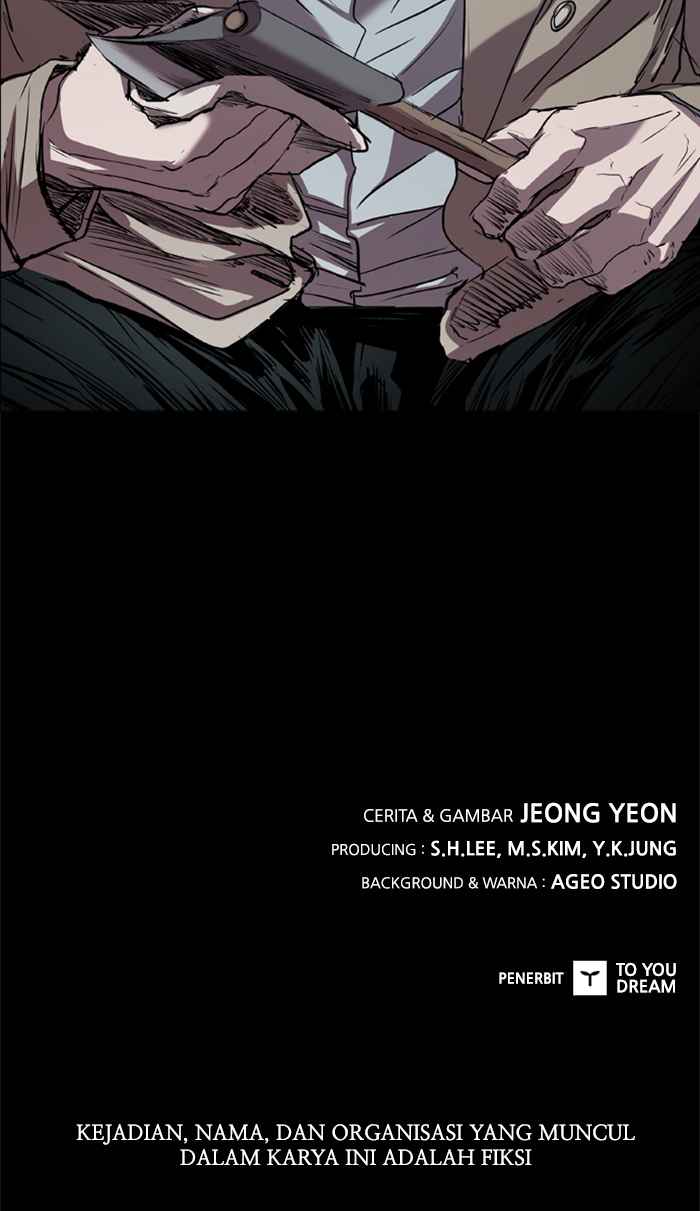 CERITA & GAMBAR JEONG YEON
PRODUCING : S.H.LEE, M.S.KIM, Y.K.JUNG
BACKGROUND & WARNA : AGEO STUDIO
PENERBIT TO YOU
DREAM
KEJADIAN, NAMA, DAN ORGANISASI YANG MUNCUL
DALAM KARYA INI ADALAH FIKSI